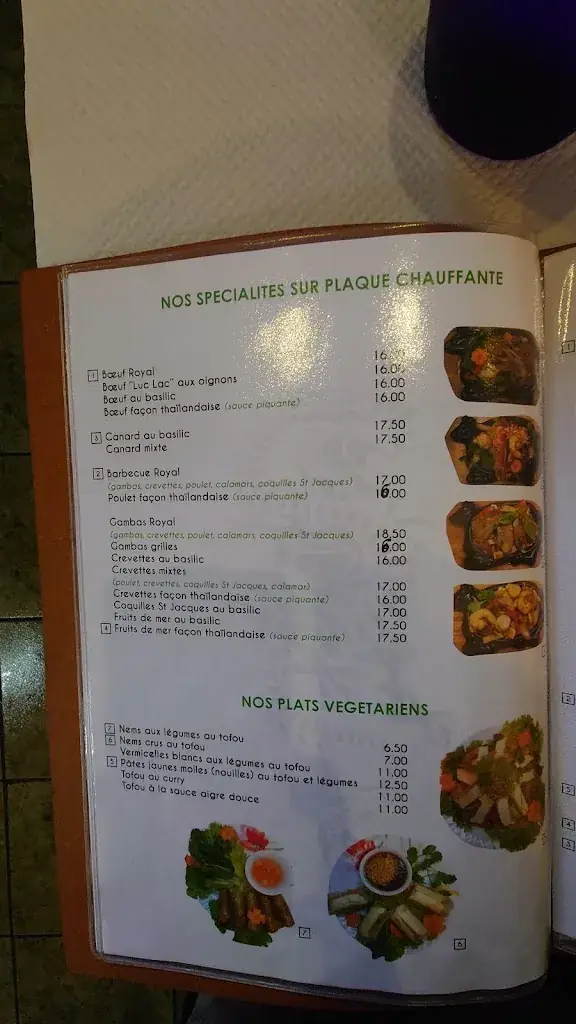 NOS SPECIALITES SUR PLAQUE CHAUFFANTE
1 Bœuf Royal 16.00
Bœuf "Luc Lac" aux oignons 16.00
Bœuf au basilic 16.00
Bœuf façon thaïlandaise (sauce piquante) 16.00
3 Canard au basilic 17.50
Canard mixte 17.50
2 Barbecue Royal
(gambas, crevettes, poulet, calamars, coquilles St Jacques) 17.00
Poulet façon thaïlandaise (sauce piquante) 16.00
Gambas Royal
(gambas, crevettes, poulet, calamars, coquilles St Jacques) 18.50
Gambas grilles 16.00
Crevettes au basilic 16.00
Crevettes mixtes
(poulet, crevettes, coquilles St Jacques, calamar) 17.00
Crevettes façon thaïlandaise (sauce piquante) 16.00
Coquilles St Jacques au basilic 17.00
Fruits de mer au basilic 17.50
4 Fruits de mer façon thaïlandaise (sauce piquante) 17.50
NOS PLATS VEGETARIENS
7 Nems aux légumes au tofou 6.50
6 Nems crus au tofou 7.00
Vermicelles blancs aux légumes au tofou 11.00
5 Pâtes jaunes molles (nouilles) au tofou et légumes 12.50
Tofou au curry 11.00
Tofou à la sauce aigre douce 11.00
7
6